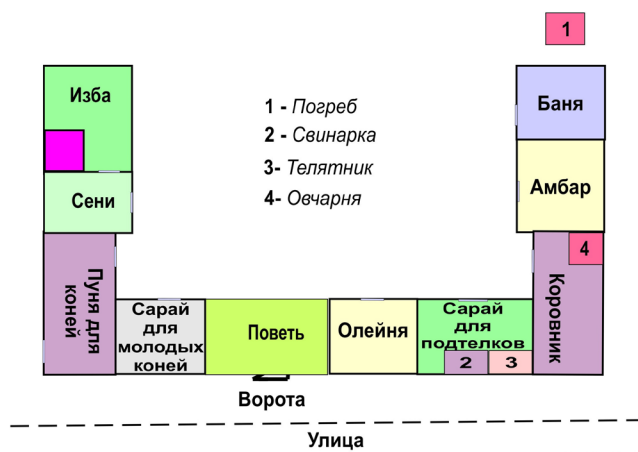 1
Изба
Баня
1 - Погреб
2 - Свинарка
3- Телятник
4- Овчарня
Сени
Амбар
Пуня для
коней
4
Коровник
Сарай
для
молодых
коней
Поветь
Олейня
Сарай
для
подтелков
2
3
Ворота
Улица